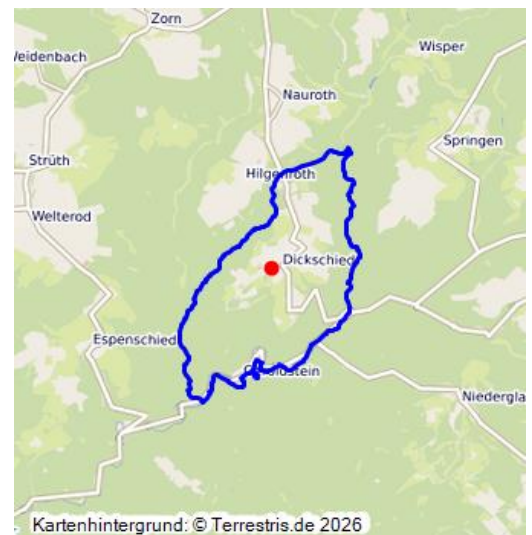 Zorn
Weidenbach
Wisper
Nauroth
Springen
Strüth
Hilgenroth
Welterod
Dickschied
Espenschied
Niedergla
Kartenhintergrund: © Terrestris.de 2026